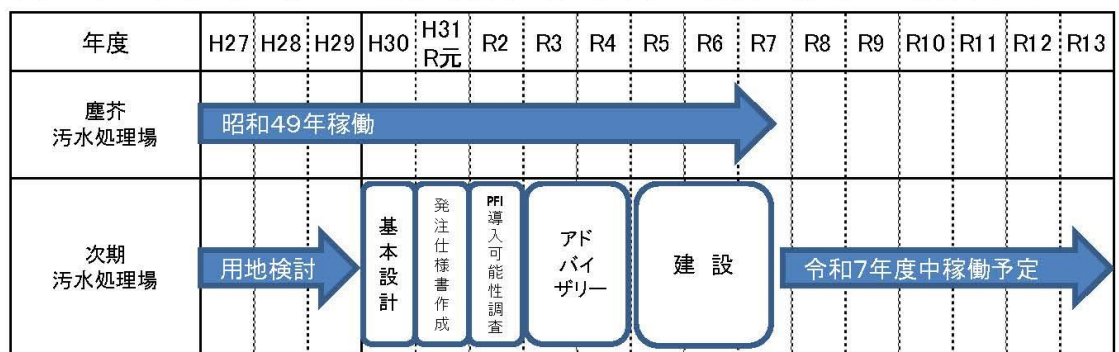 年度 H27 H28 H29 H30 H31 R元 R2 R3 R4 R5 R6 R7 R8 R9 R10 R11 R12 R13
塵芥
汚水処理場
昭和49年稼働
次期
汚水処理場
用地検討
基本設計
発注仕様書作成
PFI導入可能性調査
アド
バイ
ザリー
建設
令和7年度中稼働予定